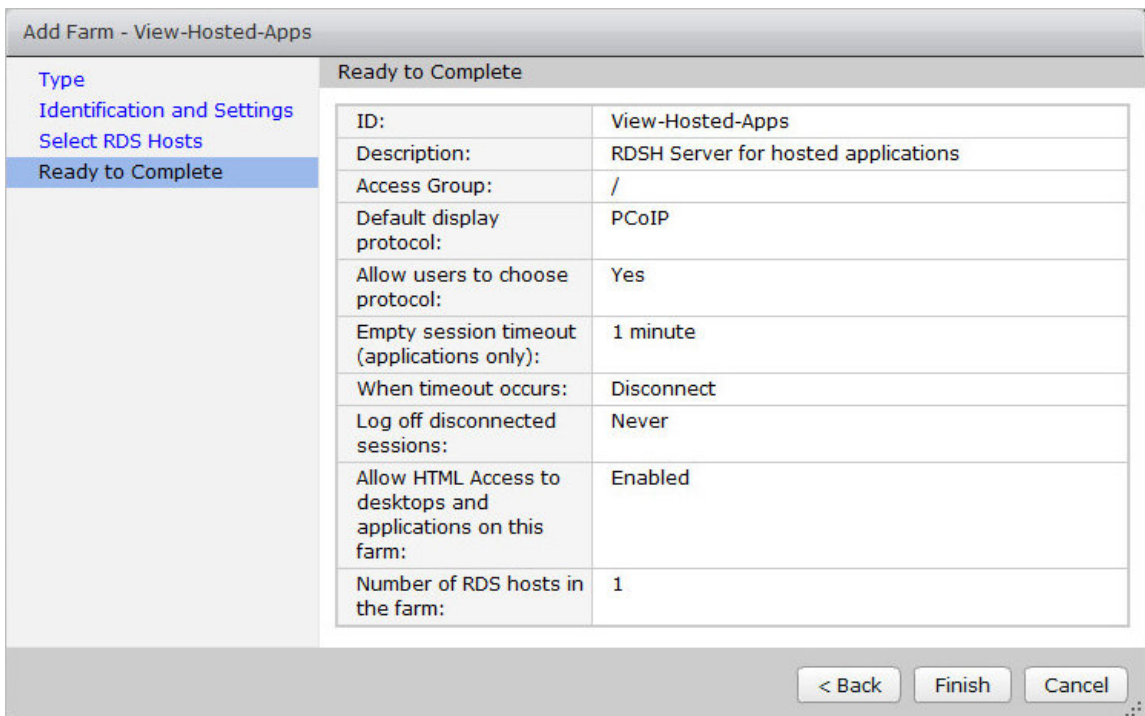 Add Farm - View-Hosted-Apps
Type
Identification and Settings
Select RDS Hosts
Ready to Complete
Ready to Complete
ID: View-Hosted-Apps
Description: RDSH Server for hosted applications
Access Group: /
Default display PCoIP
protocol:
Allow users to choose Yes
protocol:
Empty session timeout 1 minute
(applications only):
When timeout occurs: Disconnect
Log off disconnected Never
sessions:
Allow HTML Access to Enabled
desktops and
applications on this
farm:
Number of RDS hosts in 1
the farm:
< Back Finish Cancel